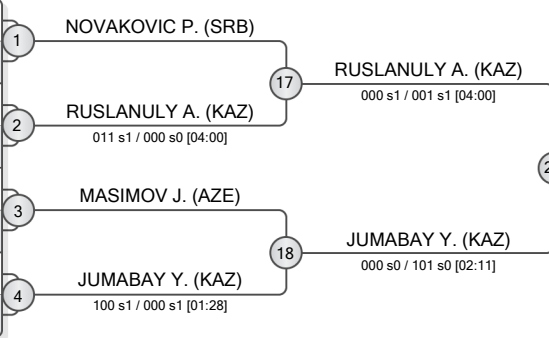 1
NOVAKOVIC P. (SRB)
17
RUSLANULY A. (KAZ)
000 s1 / 001 s1 [04:00]
2
RUSLANULY A. (KAZ)
011 s1 / 000 s0 [04:00]
3
MASIMOV J. (AZE)
18
JUMABAY Y. (KAZ)
000 s0 / 101 s0 [02:11]
4
JUMABAY Y. (KAZ)
100 s1 / 000 s1 [01:28]